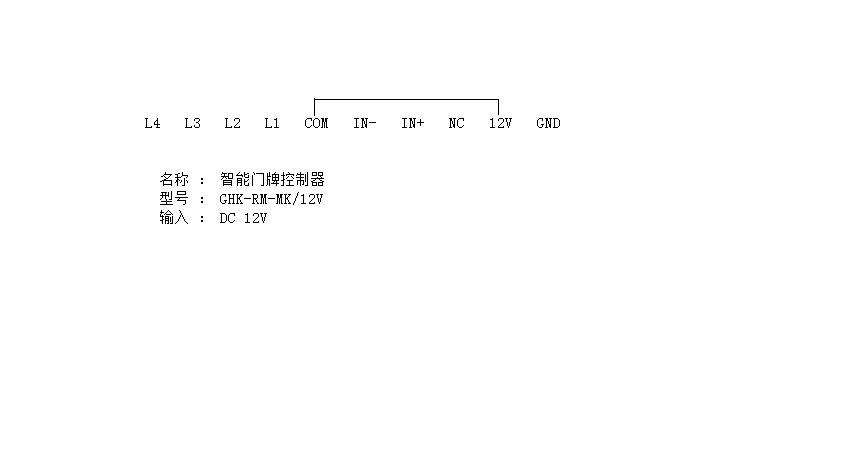 L4 L3 L2 L1 COM IN- IN+ NC 12V GND
名称 ： 智能门牌控制器
型号 ： GHK-RM-MK/12V
输入 ： DC 12V